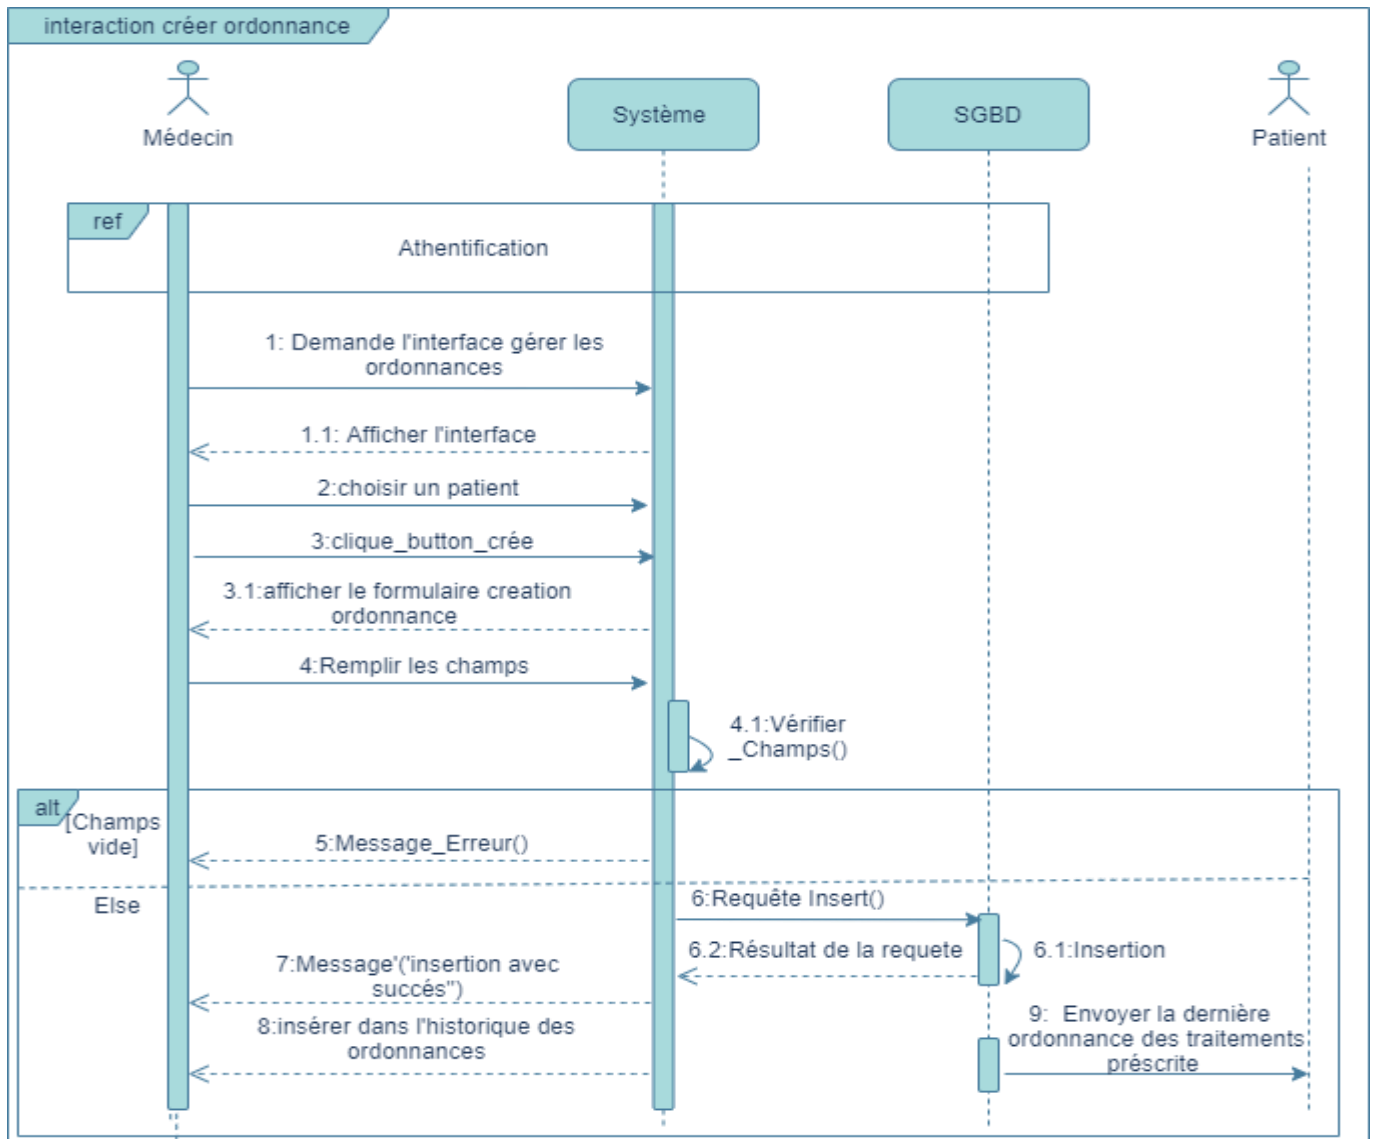 interaction créer ordonnance
Médecin
Système
SGBD
Patient
ref
Athentification
1: Demande l'interface gérer les
ordonnances
1.1: Afficher l'interface
2:choisir un patient
3:clique_button_crée
3.1:afficher le formulaire creation
ordonnance
4:Remplir les champs
4.1:Vérifier
_Champs()
alt
[Champs
vide]
5:Message_Erreur()
Else
6:Requête Insert()
6.2:Résultat de la requete
6.1:Insertion
7:Message'('insertion avec
succés")
8:insérer dans l'historique des
ordonnances
9:  Envoyer la dernière
ordonnance des traitements
préscrite